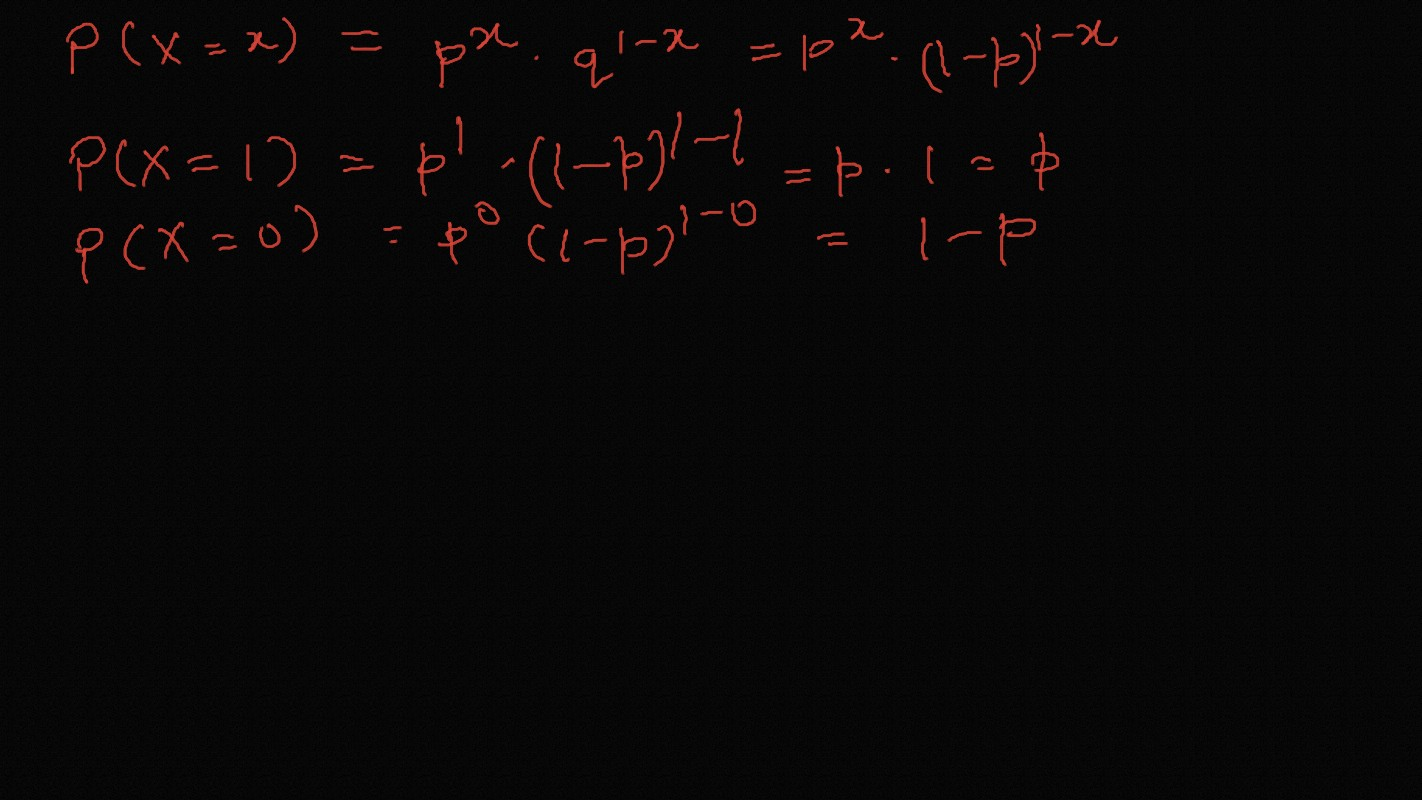 P(X = x) = p^x · q^{1-x} = p^x · (1-p)^{1-x}
P(X = 1) = p^1 · (1-p)^{1-1} = p · 1 = p
P(X = 0) = p^0 (1-p)^{1-0} = 1-p